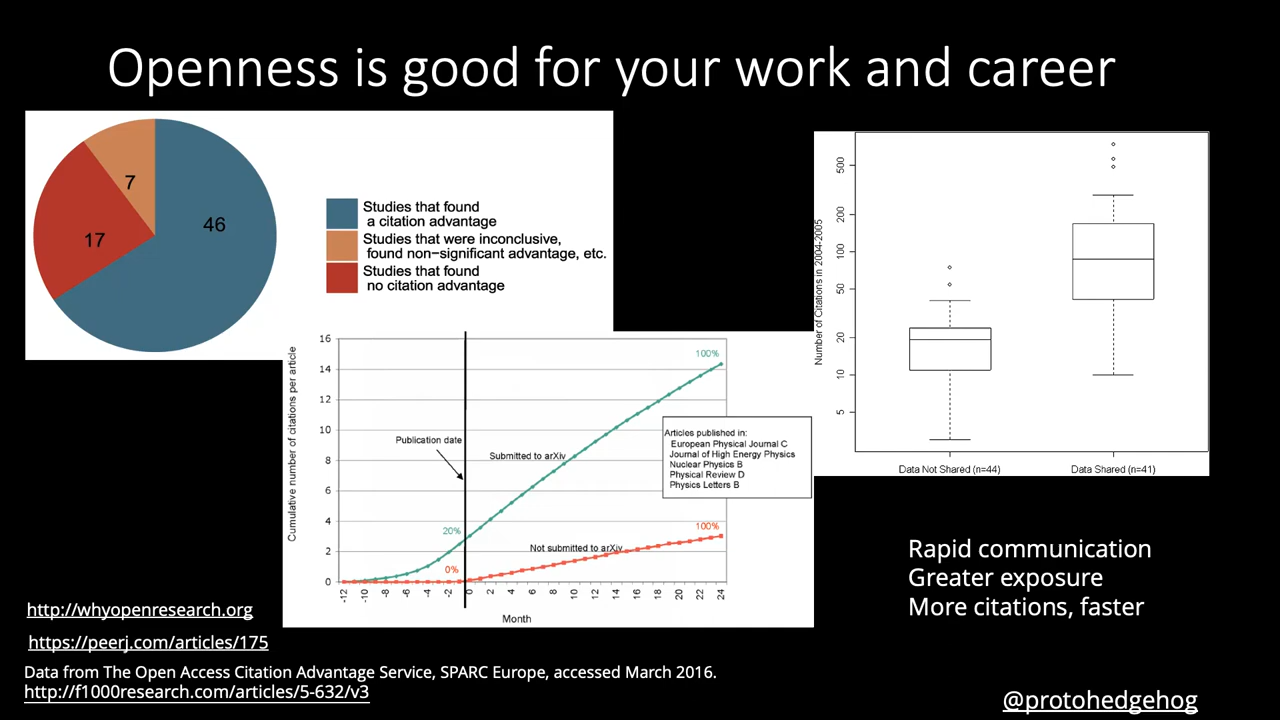 Openness is good for your work and career
7
46
17
Studies that found
a citation advantage
Studies that were inconclusive,
found non−significant advantage, etc.
Studies that found
no citation advantage
Cumulative number of citations per article
16
14
12
10
8
6
4
2
0
Publication date
Submitted to arXiv
Not submitted to arXiv
20%
0%
100%
100%
Articles published in:
European Physical Journal C
Journal of High Energy Physics
Nuclear Physics B
Physical Review D
Physics Letters B
-12
-10
-8
-6
-4
-2
0
2
4
6
8
10
12
14
16
18
20
22
24
Month
Number of Citations in 2004-2005
500
200
100
50
20
10
5
Data Not Shared (n=44)
Data Shared (n=41)
Rapid communication
Greater exposure
More citations, faster
http://whyopenresearch.org
https://peerj.com/articles/175
Data from The Open Access Citation Advantage Service, SPARC Europe, accessed March 2016.
http://f1000research.com/articles/5-632/v3
@protohedgehog